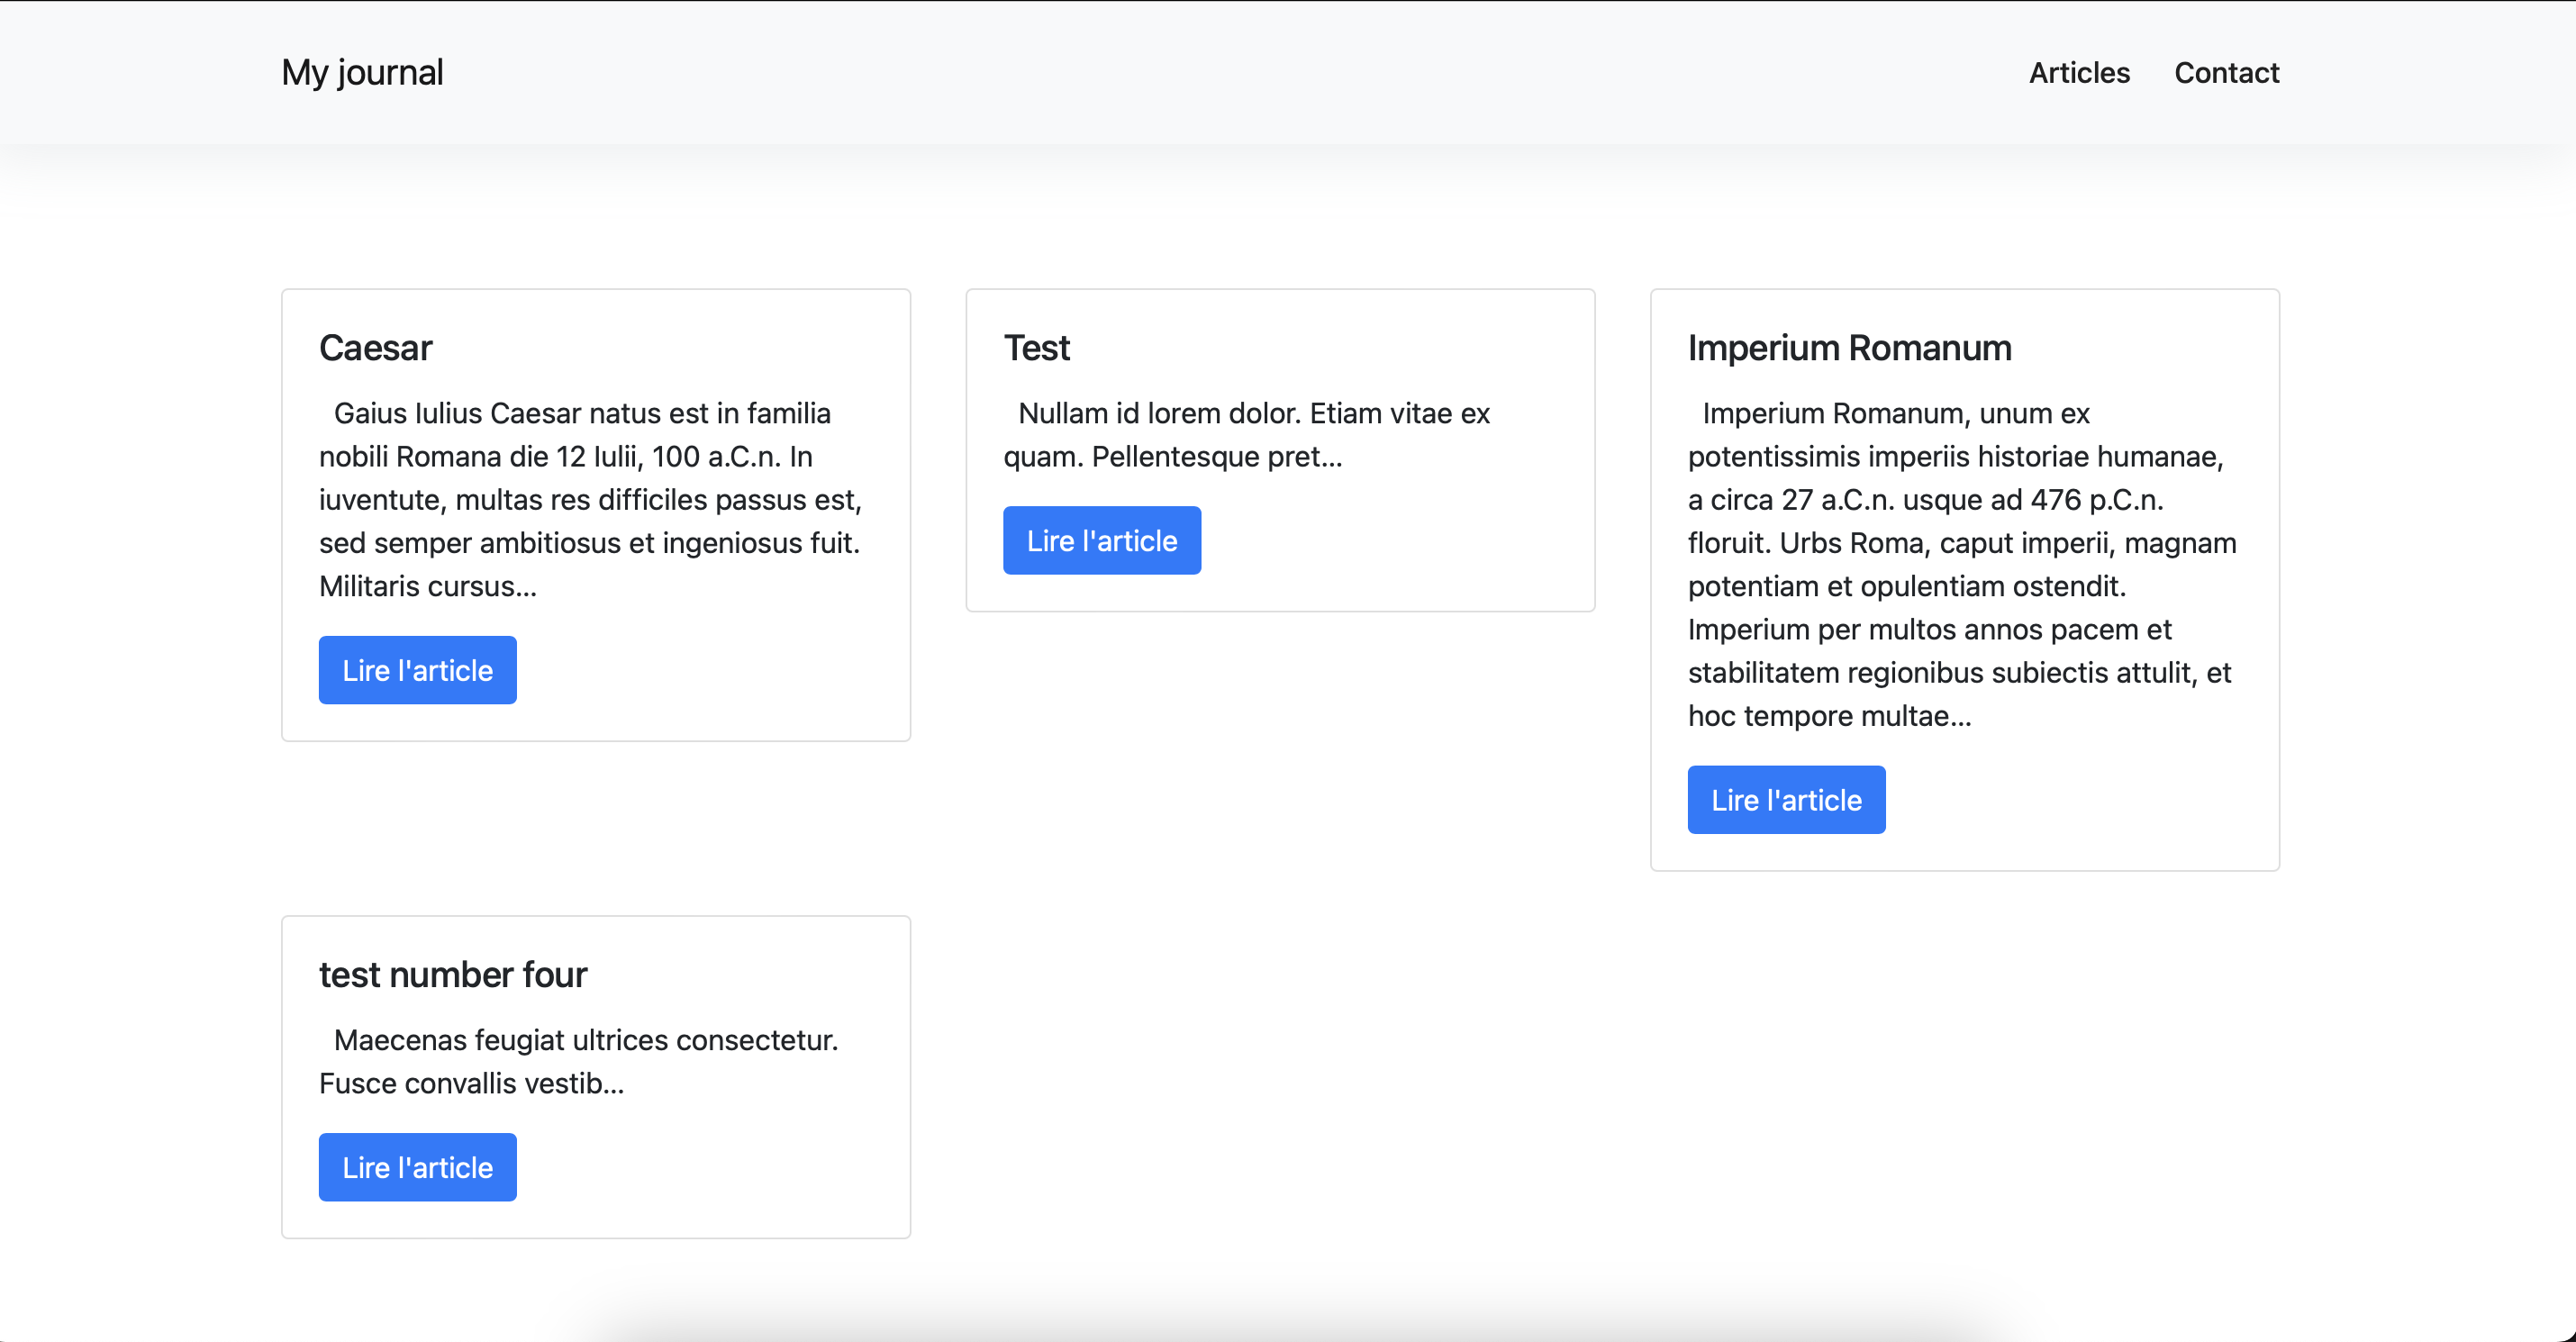 My journal
Articles
Contact
Caesar
Gaius Iulius Caesar natus est in familia
nobili Romana die 12 Iulii, 100 a.C.n. In
iuventute, multas res difficiles passus est,
sed semper ambitiosus et ingeniosus fuit.
Militaris cursus...
Lire l'article
Test
Nullam id lorem dolor. Etiam vitae ex
quam. Pellentesque pret...
Lire l'article
Imperium Romanum
Imperium Romanum, unum ex
potentissimis imperiis historiae humanae,
a circa 27 a.C.n. usque ad 476 p.C.n.
floruit. Urbs Roma, caput imperii, magnam
potentiam et opulentiam ostendit.
Imperium per multos annos pacem et
stabilitatem regionibus subiectis attulit, et
hoc tempore multae...
Lire l'article
test number four
Maecenas feugiat ultrices consectetur.
Fusce convallis vestib...
Lire l'article